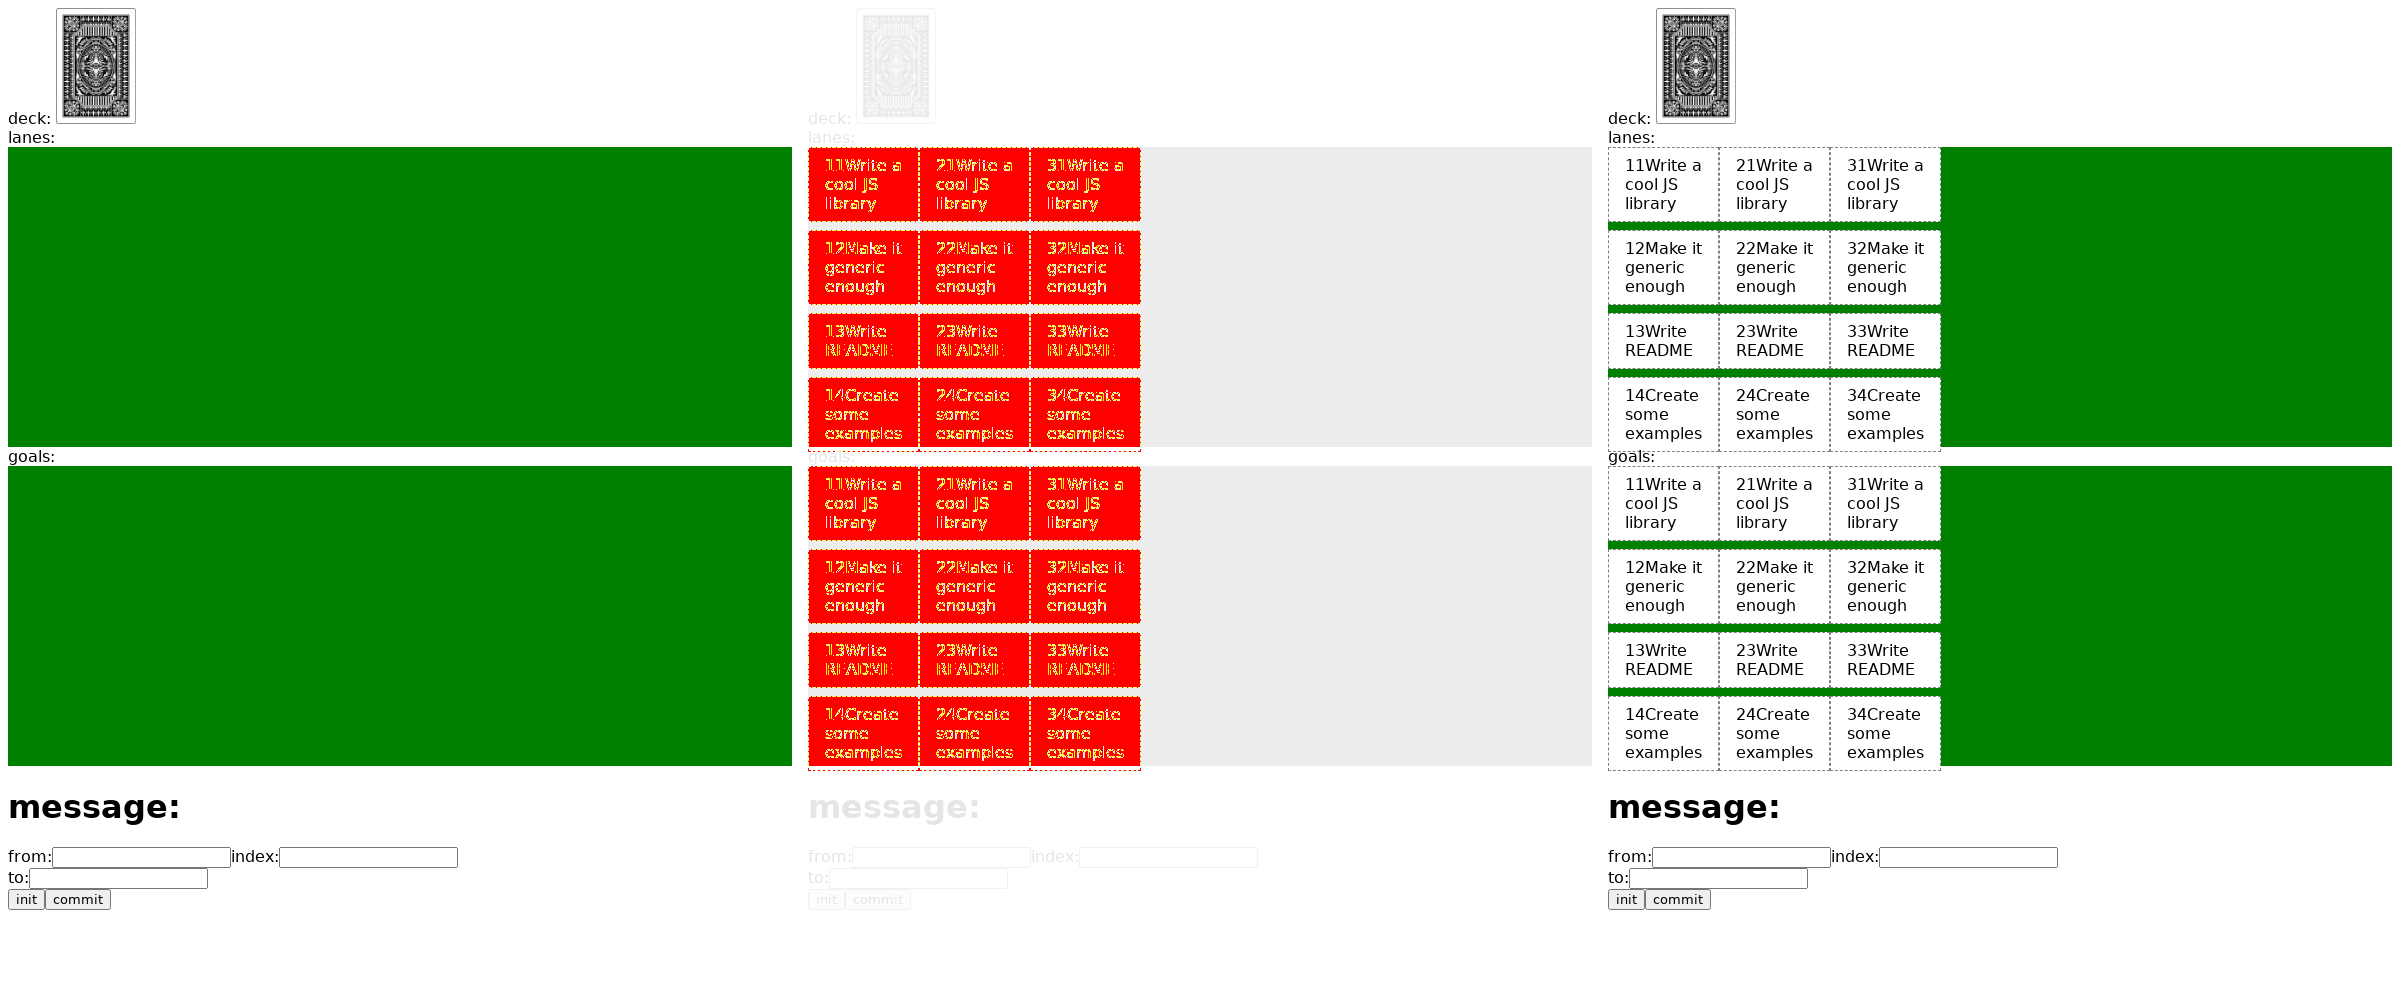 deck:
lanes:
goals:
message:
from: index:
to:
init commit
deck:
lanes:
11Write a
cool JS
library
21Write a
cool JS
library
31Write a
cool JS
library
12Make it
generic
enough
22Make it
generic
enough
32Make it
generic
enough
13Write
README
23Write
README
33Write
README
14Create
some
examples
24Create
some
examples
34Create
some
examples
goals:
11Write a
cool JS
library
21Write a
cool JS
library
31Write a
cool JS
library
12Make it
generic
enough
22Make it
generic
enough
32Make it
generic
enough
13Write
README
23Write
README
33Write
README
14Create
some
examples
24Create
some
examples
34Create
some
examples
message:
from: index:
to:
init commit
deck:
lanes:
11Write a
cool JS
library
21Write a
cool JS
library
31Write a
cool JS
library
12Make it
generic
enough
22Make it
generic
enough
32Make it
generic
enough
13Write
README
23Write
README
33Write
README
14Create
some
examples
24Create
some
examples
34Create
some
examples
goals:
11Write a
cool JS
library
21Write a
cool JS
library
31Write a
cool JS
library
12Make it
generic
enough
22Make it
generic
enough
32Make it
generic
enough
13Write
README
23Write
README
33Write
README
14Create
some
examples
24Create
some
examples
34Create
some
examples
message:
from: index:
to:
init commit